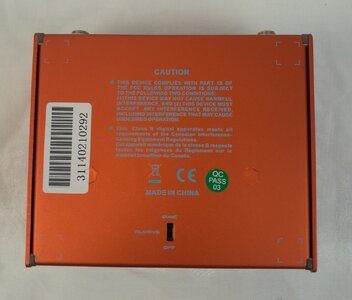 CAUTION
THIS DEVICE COMPLIES WITH PART 15 OF
THE FCC RULES OPERATION IS SUBJECT
TO THE FOLLOWING TWO CONDITIONS
(1)THIS DEVICE MAY NOT CAUSE HARMFUL
INTERFERENCE, AND (2) THIS DEVICE MUST
ACCEPT ANY INTERFERENCE RECEIVED,
INCLUDING INTERFERENCE THAT MAY CAUSE
UNDESIRED OPERATION
This Class B digital apparatus meets all
requirements of the Canadian Interference-
Causing Equipment Regulations
Cet appareil numerique de la classe B respecte
toutes les exigences du Reglement sur le materiel
brouilleur du Canada.
CE
QC
PASS
03
MADE IN CHINA
OFF
31140210292